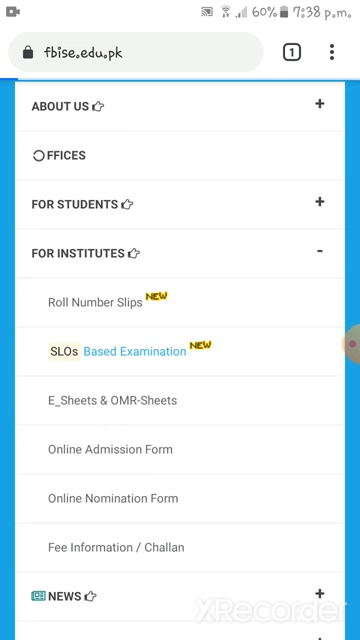 60% 7:38 p.m.
fbise.edu.pk 1
ABOUT US +
OFFICES
FOR STUDENTS +
FOR INSTITUTES -
Roll Number Slips NEW
SLOs Based Examination NEW
E_Sheets & OMR-Sheets
Online Admission Form
Online Nomination Form
Fee Information / Challan
NEWS +
XRecorder